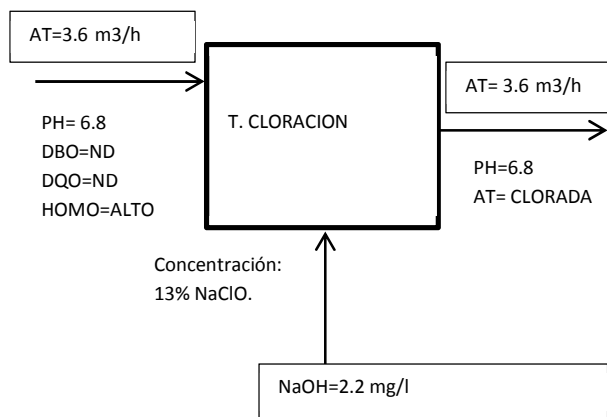 AT=3.6 m3/h
PH= 6.8
DBO=ND
DQO=ND
HOMO=ALTO
T. CLORACION
AT= 3.6 m3/h
PH=6.8
AT= CLORADA
Concentración:
13% NaClO.
NaOH=2.2 mg/l